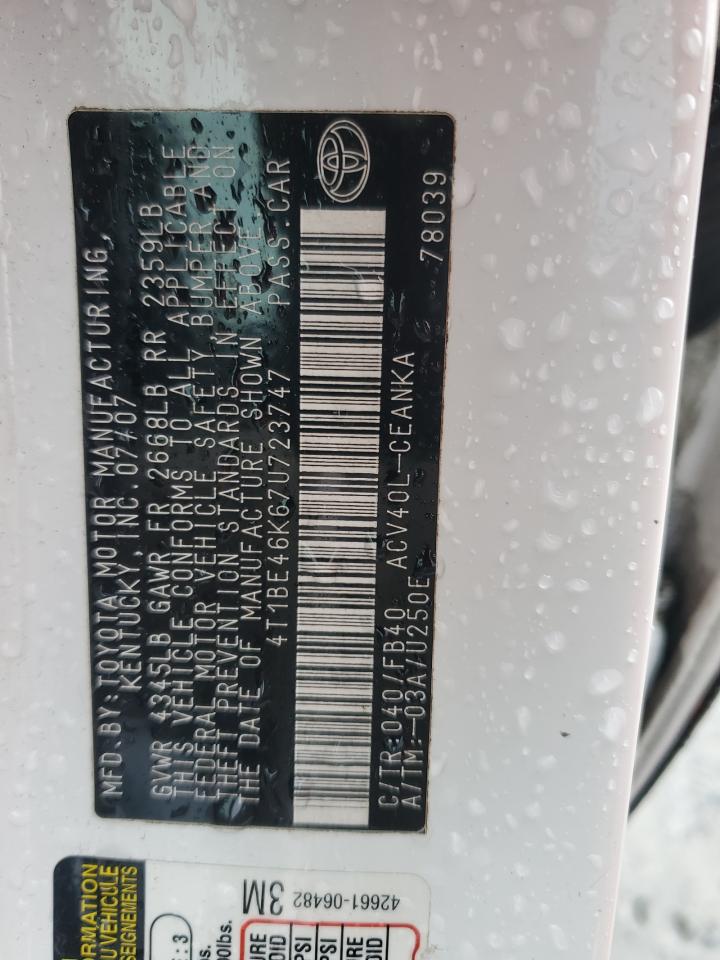 MFD.BY:TOYOTA MOTOR MANUFACTURING,
KENTUCKY, INC. 07/07
GVWR 4345LB GAWR FR 2668LB RR 2359LB
THIS VEHICLE CONFORMS TO ALL APPLICABLE
FEDERAL MOTOR VEHICLE SAFETY BUMPER, AND
THEFT PREVENTION STANDARDS IN EFFECT ON
THE DATE OF MANUFACTURE SHOWN ABOVE.
4T1BE46K67U723747 PASS CAR
C/TR:040/FB40 ACV40L-CEANKA
A/TM:-03A/U250E 78039
42661-06482
3M